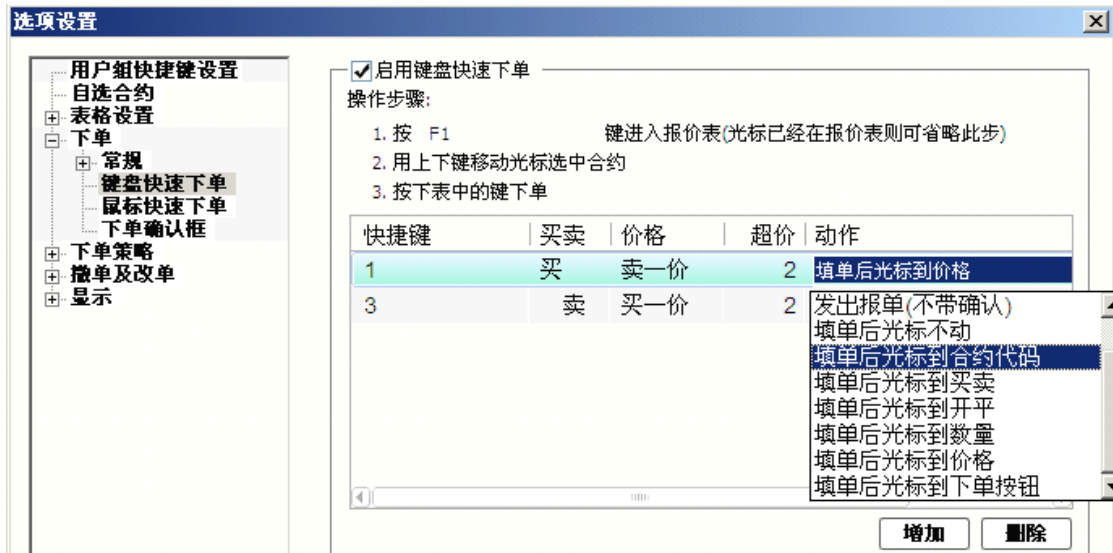 选项设置
用户组快捷键设置
自选合约
表格设置
下单
常规
键盘快速下单
鼠标快速下单
下单确认框
下单策略
撤单及改单
显示
启用键盘快速下单
操作步骤:
1. 按 F1 键进入报价表(光标已经在报价表则可省略此步)
2. 用上下键移动光标选中合约
3. 按下表中的键下单
快捷键 买卖 价格 超价 动作
1 买 卖一价 2 填单后光标到价格
3 卖 买一价 2
发出报单(不带确认)
填单后光标不动
填单后光标到合约代码
填单后光标到买卖
填单后光标到开平
填单后光标到数量
填单后光标到价格
填单后光标到下单按钮
增加 删除